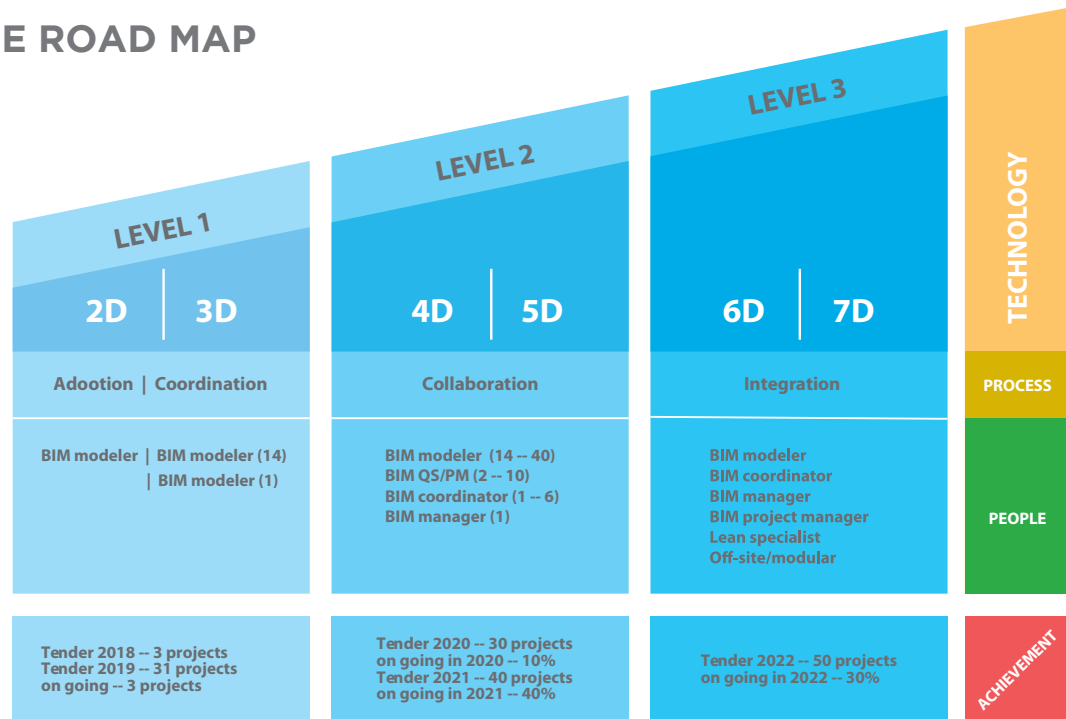 E ROAD MAP
LEVEL 1
2D | 3D
Adootion | Coordination
BIM modeler | BIM modeler (14)
| BIM modeler (1)
Tender 2018 -- 3 projects
Tender 2019 -- 31 projects
on going -- 3 projects
LEVEL 2
4D | 5D
Collaboration
BIM modeler (14 -- 40)
BIM QS/PM (2 -- 10)
BIM coordinator (1 -- 6)
BIM manager (1)
Tender 2020 -- 30 projects
on going in 2020 -- 10%
Tender 2021 -- 40 projects
on going in 2021 -- 40%
LEVEL 3
6D | 7D
Integration
BIM modeler
BIM coordinator
BIM manager
BIM project manager
Lean specialist
Off-site/modular
Tender 2022 -- 50 projects
on going in 2022 -- 30%
TECHNOLOGY
PROCESS
PEOPLE
ACHIEVEMENT